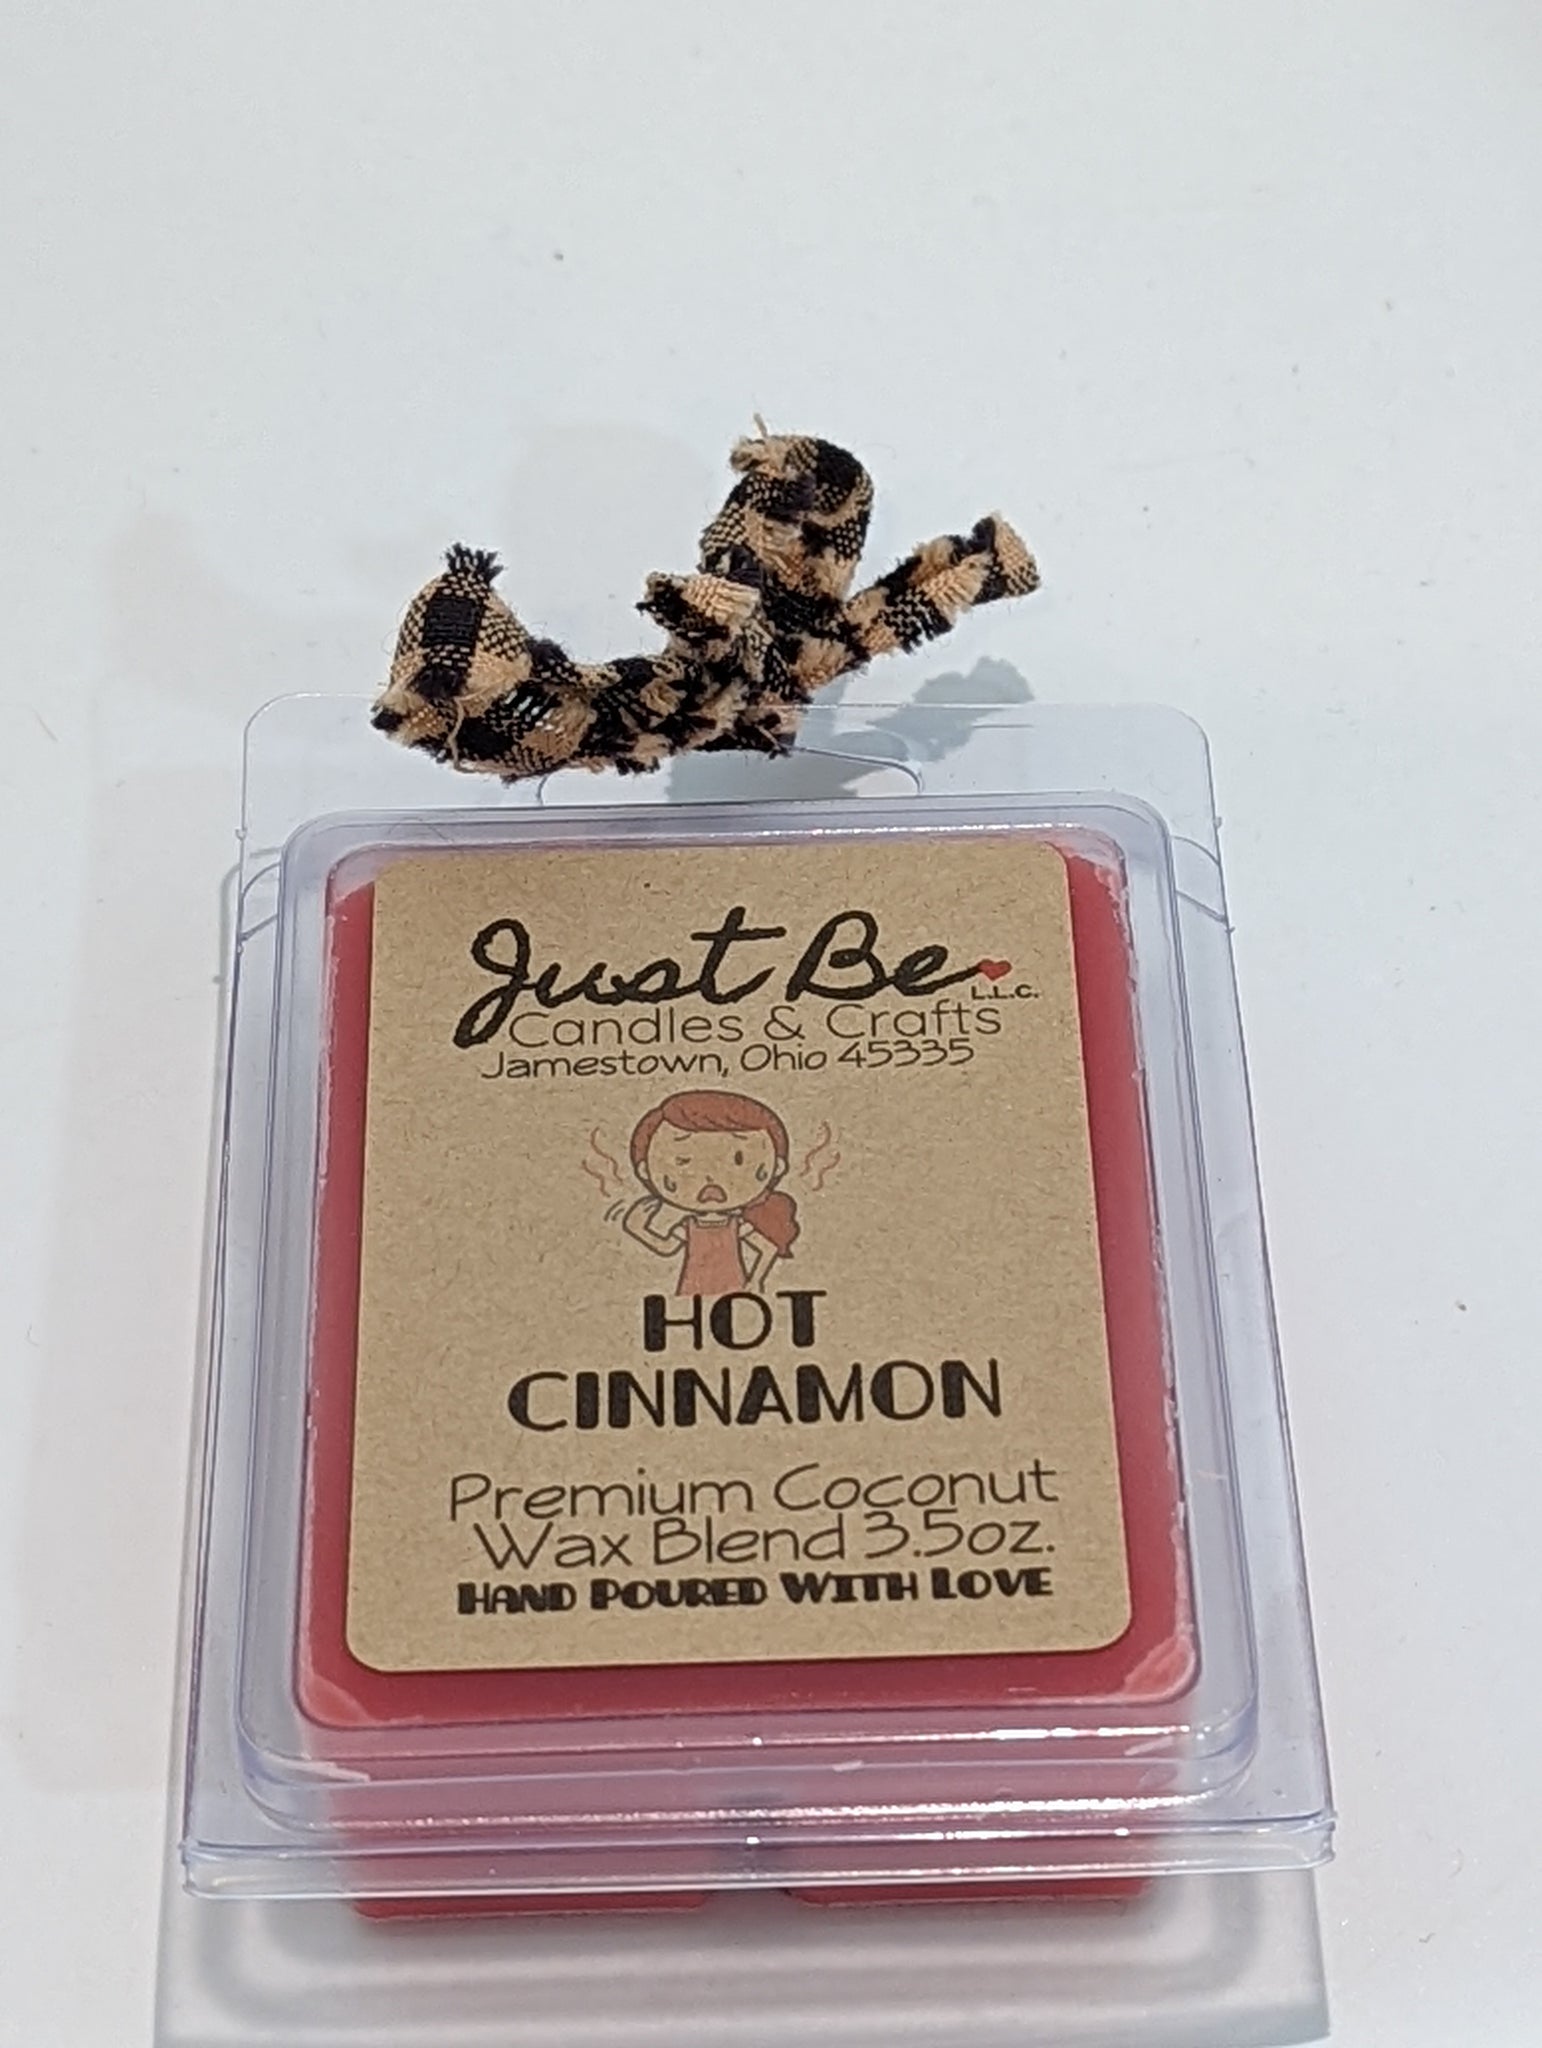 Just Be
L.L.C.
Candles & Crafts
Jamestown, Ohio 45335
HOT
CINNAMON
Premium Coconut
Wax Blend 3.5oz.
HAND POURED WITH LOVE